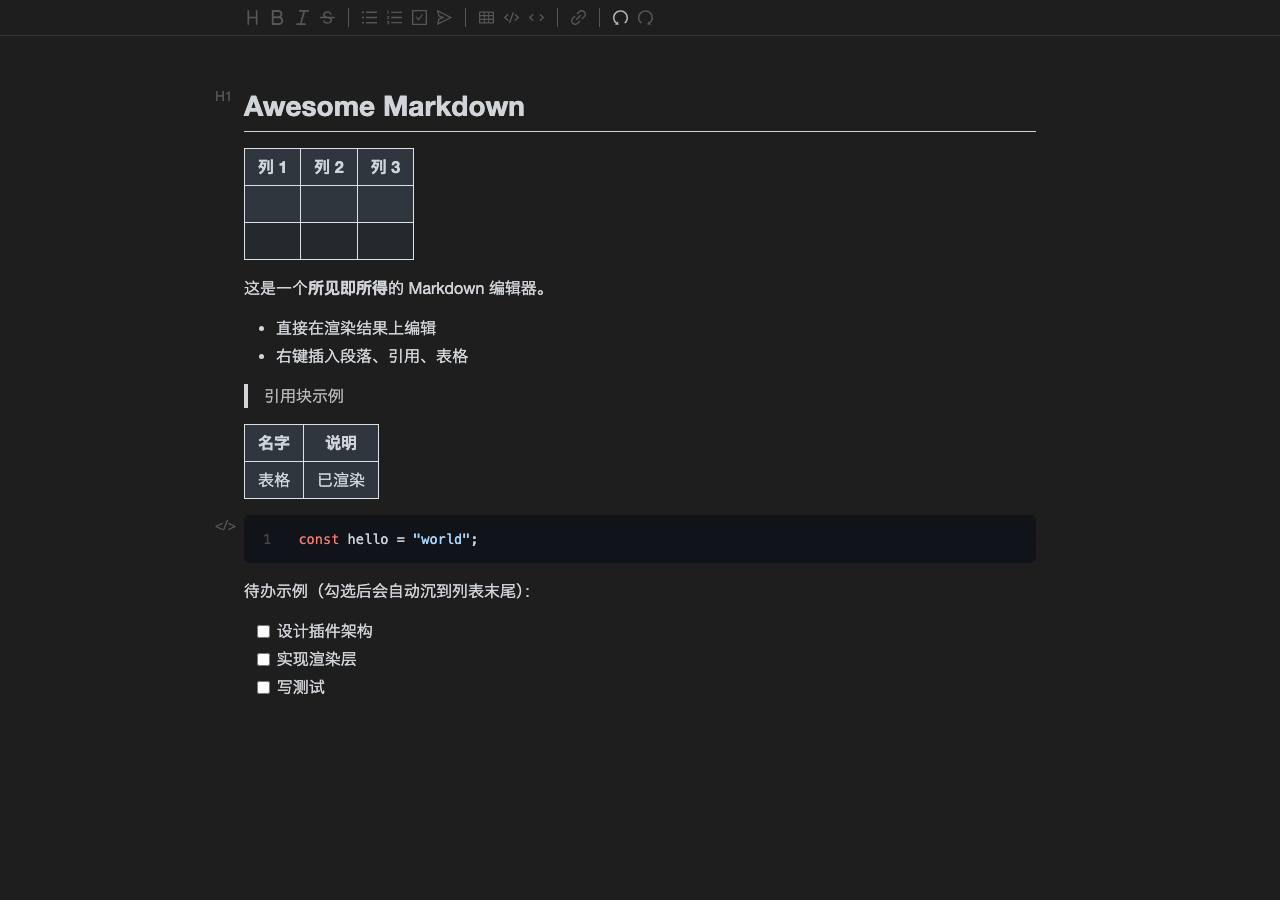 H B I S
H1
Awesome Markdown
列 1 列 2 列 3
这是一个所见即所得的 Markdown 编辑器。
直接在渲染结果上编辑
右键插入段落、引用、表格
引用块示例
名字 说明
表格 已渲染
</>
1 const hello = "world";
待办示例（勾选后会自动沉到列表末尾）：
设计插件架构
实现渲染层
写测试